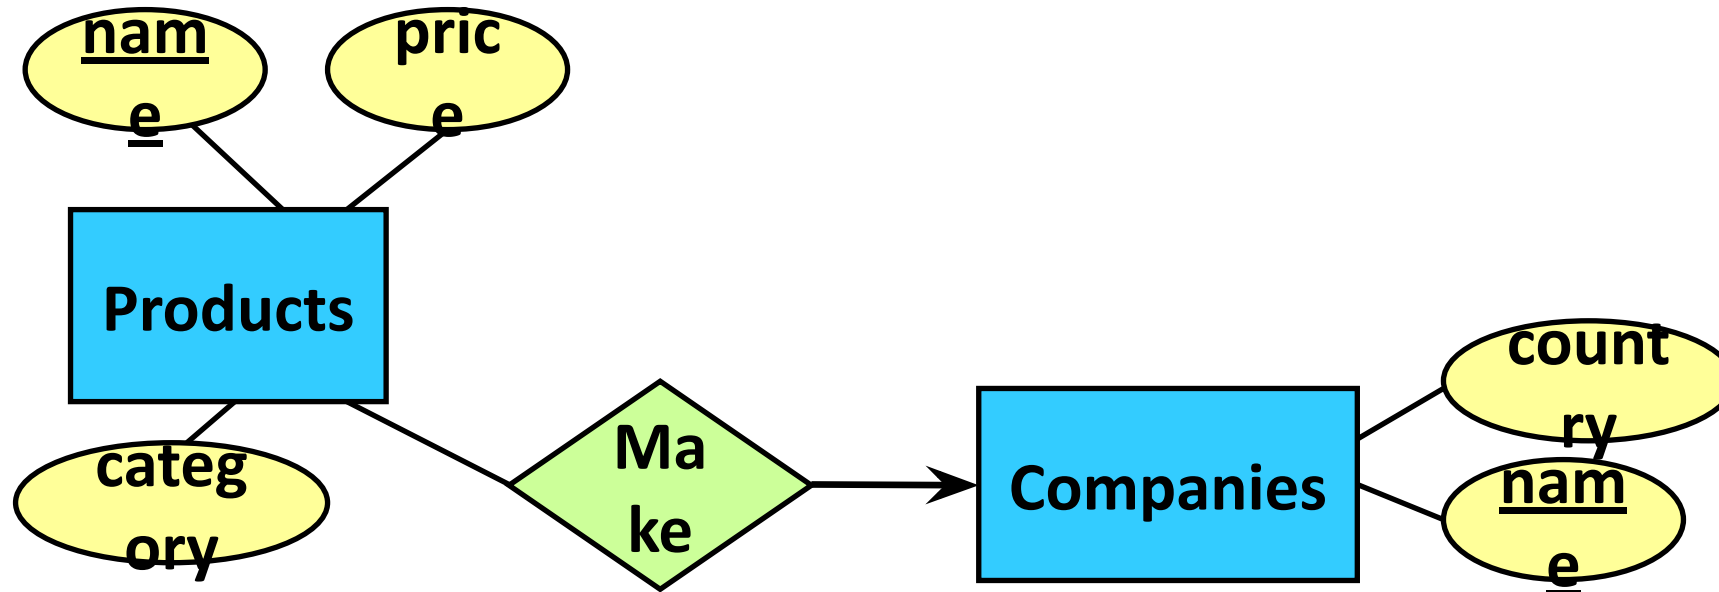 nam
e
pric
e
Products
categ
ory
Ma
ke
Companies
count
ry
nam
e